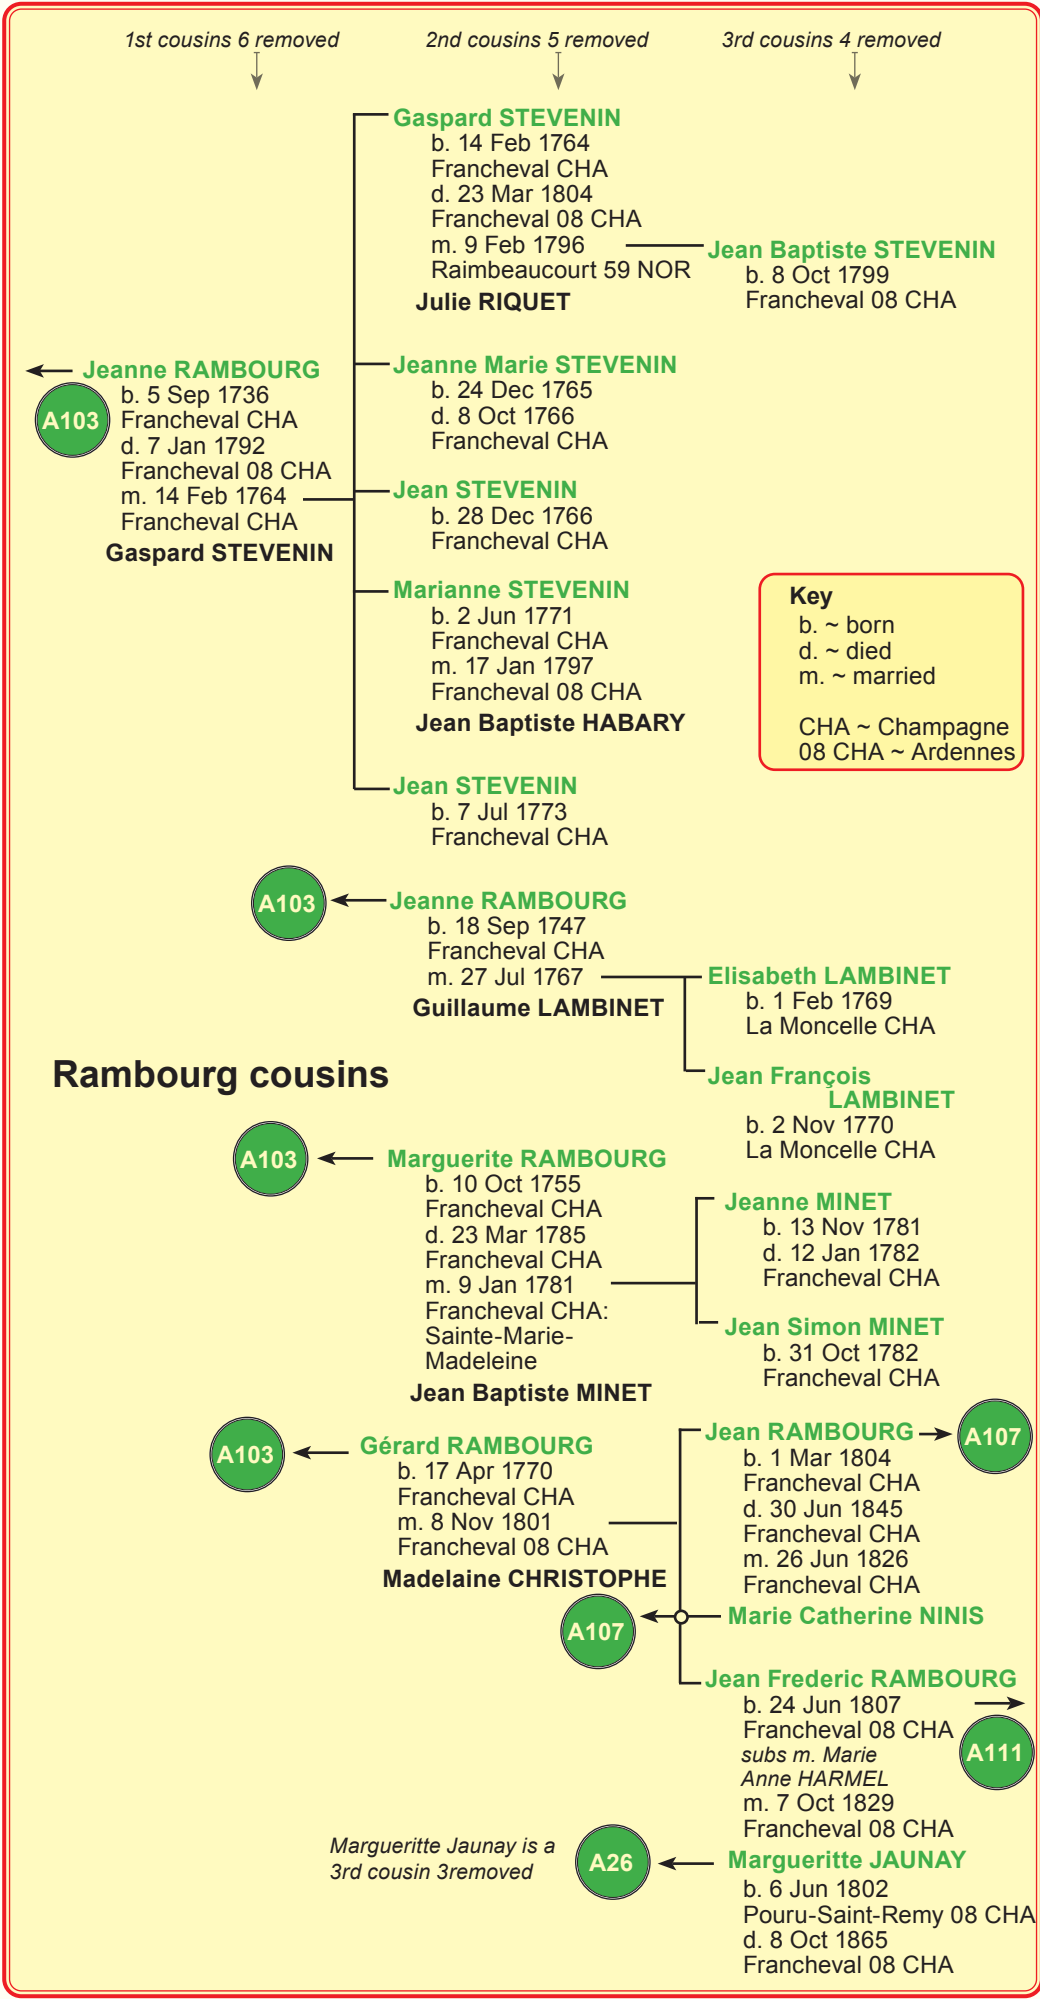 1st cousins 6 removed
2nd cousins 5 removed
3rd cousins 4 removed
Gaspard STEVENIN
b. 14 Feb 1764
Francheval CHA
d. 23 Mar 1804
Francheval 08 CHA
m. 9 Feb 1796
Raimbeaucourt 59 NOR
Julie RIQUET
Jean Baptiste STEVENIN
b. 8 Oct 1799
Francheval 08 CHA
Jeanne RAMBOURG
A103
b. 5 Sep 1736
Francheval CHA
d. 7 Jan 1792
Francheval 08 CHA
m. 14 Feb 1764
Francheval CHA
Gaspard STEVENIN
Jeanne Marie STEVENIN
b. 24 Dec 1765
d. 8 Oct 1766
Francheval CHA
Jean STEVENIN
b. 28 Dec 1766
Francheval CHA
Marianne STEVENIN
b. 2 Jun 1771
Francheval CHA
m. 17 Jan 1797
Francheval 08 CHA
Jean Baptiste HABARY
Key
b. ~ born
d. ~ died
m. ~ married
CHA ~ Champagne
08 CHA ~ Ardennes
Jean STEVENIN
b. 7 Jul 1773
Francheval CHA
A103
Jeanne RAMBOURG
b. 18 Sep 1747
Francheval CHA
m. 27 Jul 1767
Guillaume LAMBINET
Elisabeth LAMBINET
b. 1 Feb 1769
La Moncelle CHA
Jean François
LAMBINET
b. 2 Nov 1770
La Moncelle CHA
Rambourg cousins
A103
Marguerite RAMBOURG
b. 10 Oct 1755
Francheval CHA
d. 23 Mar 1785
Francheval CHA
m. 9 Jan 1781
Francheval CHA:
Sainte-Marie-
Madeleine
Jean Baptiste MINET
Jeanne MINET
b. 13 Nov 1781
d. 12 Jan 1782
Francheval CHA
Jean Simon MINET
b. 31 Oct 1782
Francheval CHA
A103
Gérard RAMBOURG
b. 17 Apr 1770
Francheval CHA
m. 8 Nov 1801
Francheval 08 CHA
Madelaine CHRISTOPHE
Jean RAMBOURG
A107
b. 1 Mar 1804
Francheval CHA
d. 30 Jun 1845
Francheval CHA
m. 26 Jun 1826
Francheval CHA
A107
Marie Catherine NINIS
Jean Frederic RAMBOURG
b. 24 Jun 1807
Francheval 08 CHA
A111
subs m. Marie
Anne HARMEL
m. 7 Oct 1829
Francheval 08 CHA
Margueritte Jaunay is a
3rd cousin 3removed
A26
Margueritte JAUNAY
b. 6 Jun 1802
Pouru-Saint-Remy 08 CHA
d. 8 Oct 1865
Francheval 08 CHA